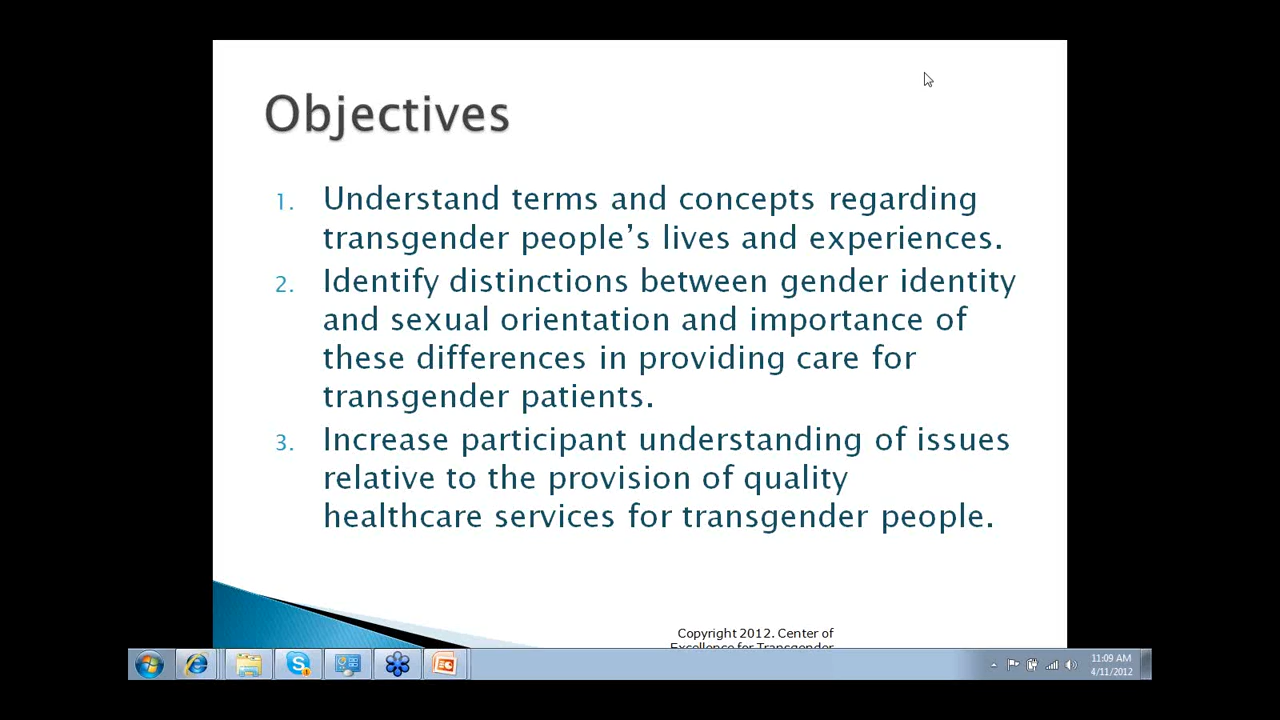 Objectives
1. Understand terms and concepts regarding
transgender people's lives and experiences.
2. Identify distinctions between gender identity
and sexual orientation and importance of
these differences in providing care for
transgender patients.
3. Increase participant understanding of issues
relative to the provision of quality
healthcare services for transgender people.
Copyright 2012. Center of
Excellence for Transgender
11:09 AM
4/11/2012